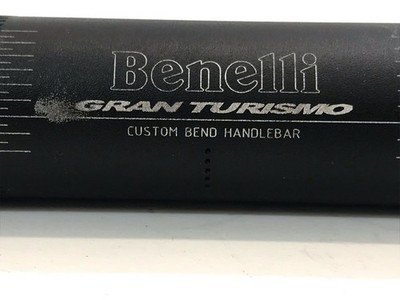 Benelli
GRAN TURISMO
CUSTOM BEND HANDLEBAR